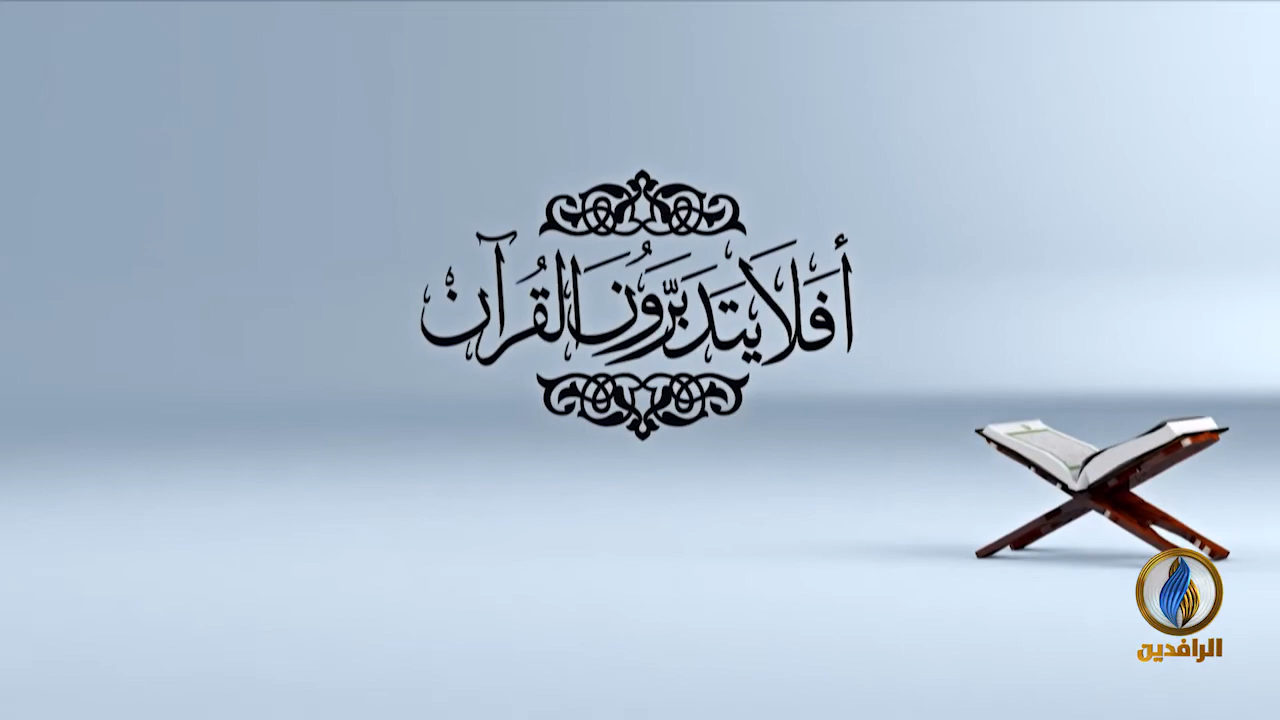 أَفَلَا يَتَدَبَّرُونَ الْقُرْآنَ
الرافدين